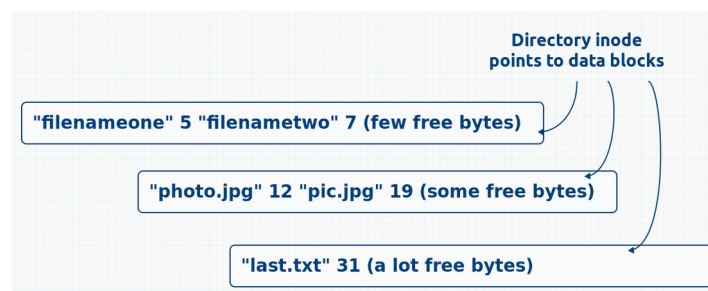 Directory inode
points to data blocks
"filenameone" 5 "filenametwo" 7 (few free bytes)
"photo.jpg" 12 "pic.jpg" 19 (some free bytes)
"last.txt" 31 (a lot free bytes)